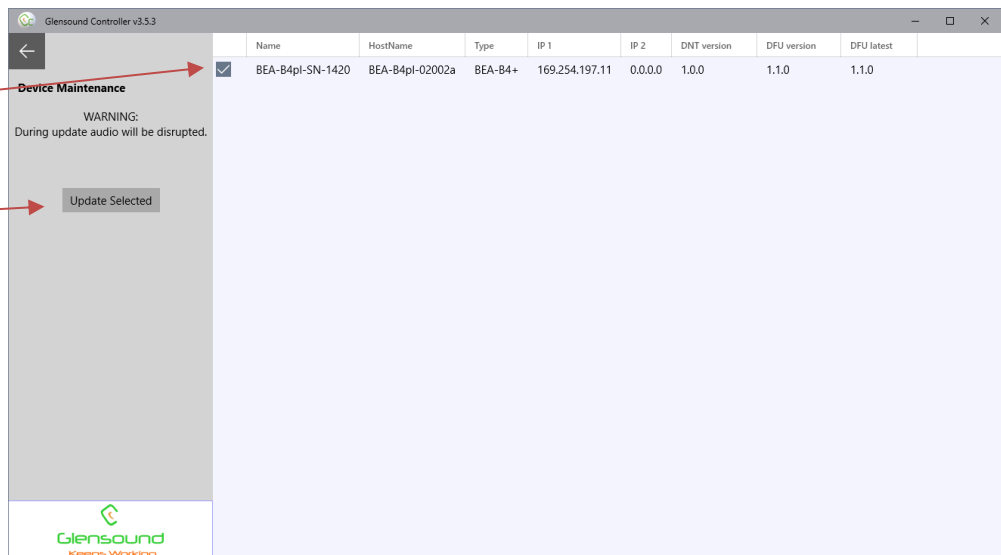 Glensound Controller v3.5.3
Name HostName Type IP 1 IP 2 DNT version DFU version DFU latest
BEA-B4pl-SN-1420 BEA-B4pl-02002a BEA-B4+ 169.254.197.11 0.0.0.0 1.0.0 1.1.0 1.1.0
Device Maintenance
WARNING:
During update audio will be disrupted.
Update Selected
Glensound
Keeps Working